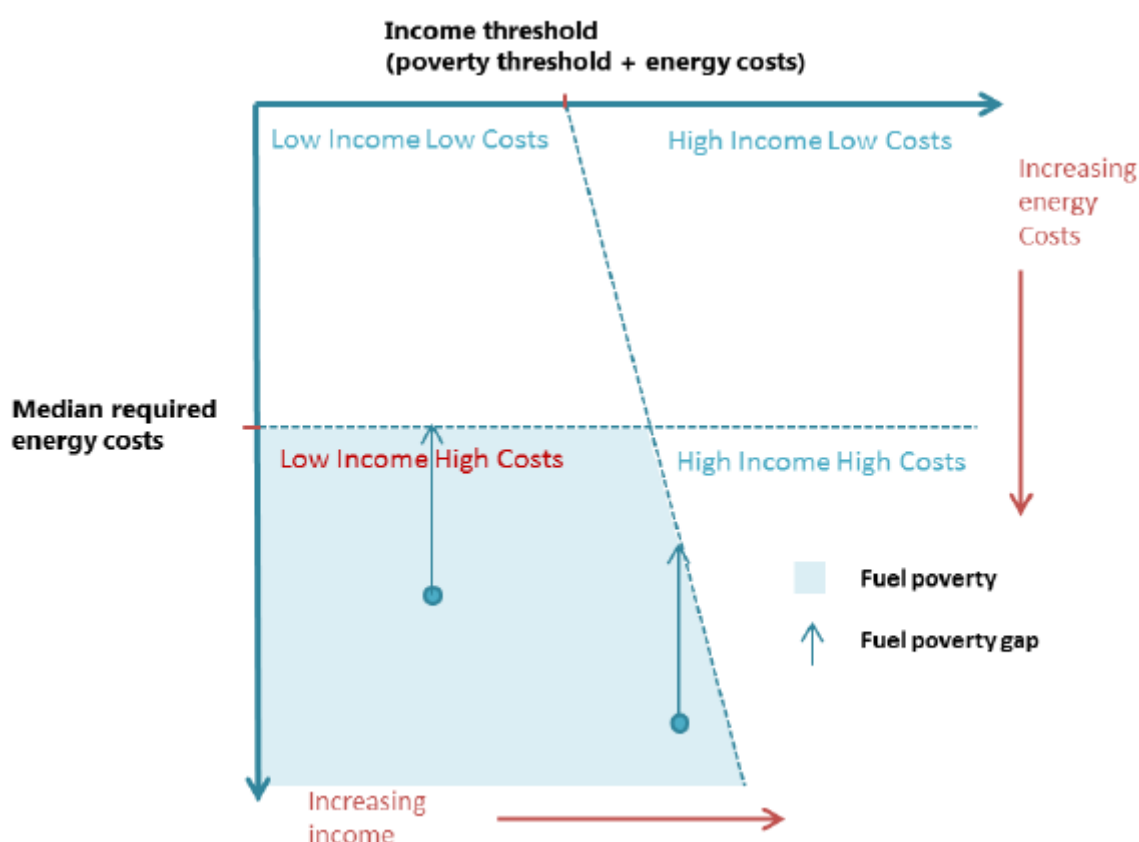 Income threshold
(poverty threshold + energy costs)
Low Income Low Costs
High Income Low Costs
Increasing
energy
Costs
Median required
energy costs
Low Income High Costs
High Income High Costs
Fuel poverty
Fuel poverty gap
Increasing
income